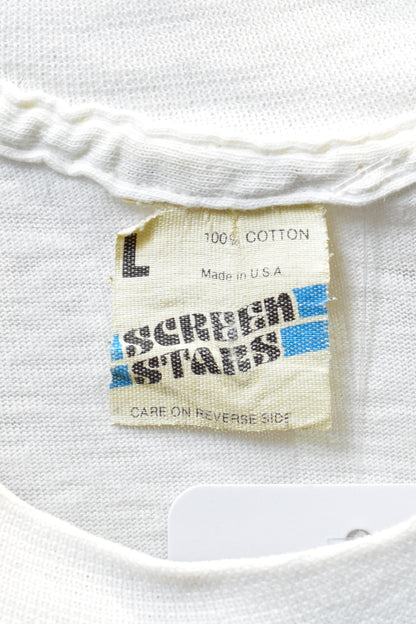 L
100% COTTON
Made in U.S.A.
SCREEN
STARS
CARE ON REVERSE SIDE